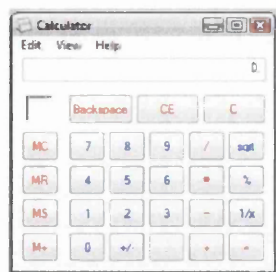 Calculator
Edit View Help
0.
Backspace CE C
MC 7 8 9 / sqrt
MR 4 5 6 * %
MS 1 2 3 - 1/x
M+ 0 +/- + =